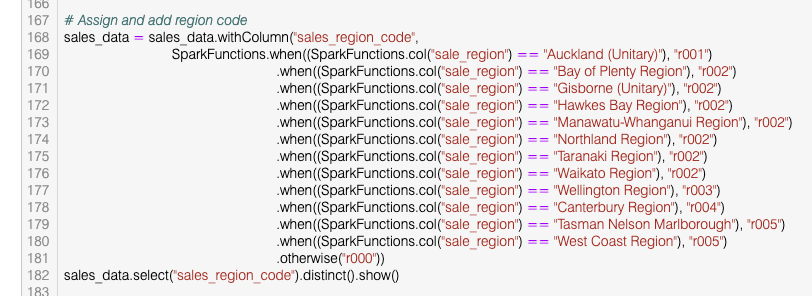 166
167 # Assign and add region code
168 sales_data = sales_data.withColumn("sales_region_code",
169 SparkFunctions.when((SparkFunctions.col("sale_region") == "Auckland (Unitary)"), "r001")
170 .when((SparkFunctions.col("sale_region") == "Bay of Plenty Region"), "r002")
171 .when((SparkFunctions.col("sale_region") == "Gisborne (Unitary)"), "r002")
172 .when((SparkFunctions.col("sale_region") == "Hawkes Bay Region"), "r002")
173 .when((SparkFunctions.col("sale_region") == "Manawatu-Whanganui Region"), "r002")
174 .when((SparkFunctions.col("sale_region") == "Northland Region"), "r002")
175 .when((SparkFunctions.col("sale_region") == "Taranaki Region"), "r002")
176 .when((SparkFunctions.col("sale_region") == "Waikato Region"), "r002")
177 .when((SparkFunctions.col("sale_region") == "Wellington Region"), "r003")
178 .when((SparkFunctions.col("sale_region") == "Canterbury Region"), "r004")
179 .when((SparkFunctions.col("sale_region") == "Tasman Nelson Marlborough"), "r005")
180 .when((SparkFunctions.col("sale_region") == "West Coast Region"), "r005")
181 .otherwise("r000"))
182 sales_data.select("sales_region_code").distinct().show()
183